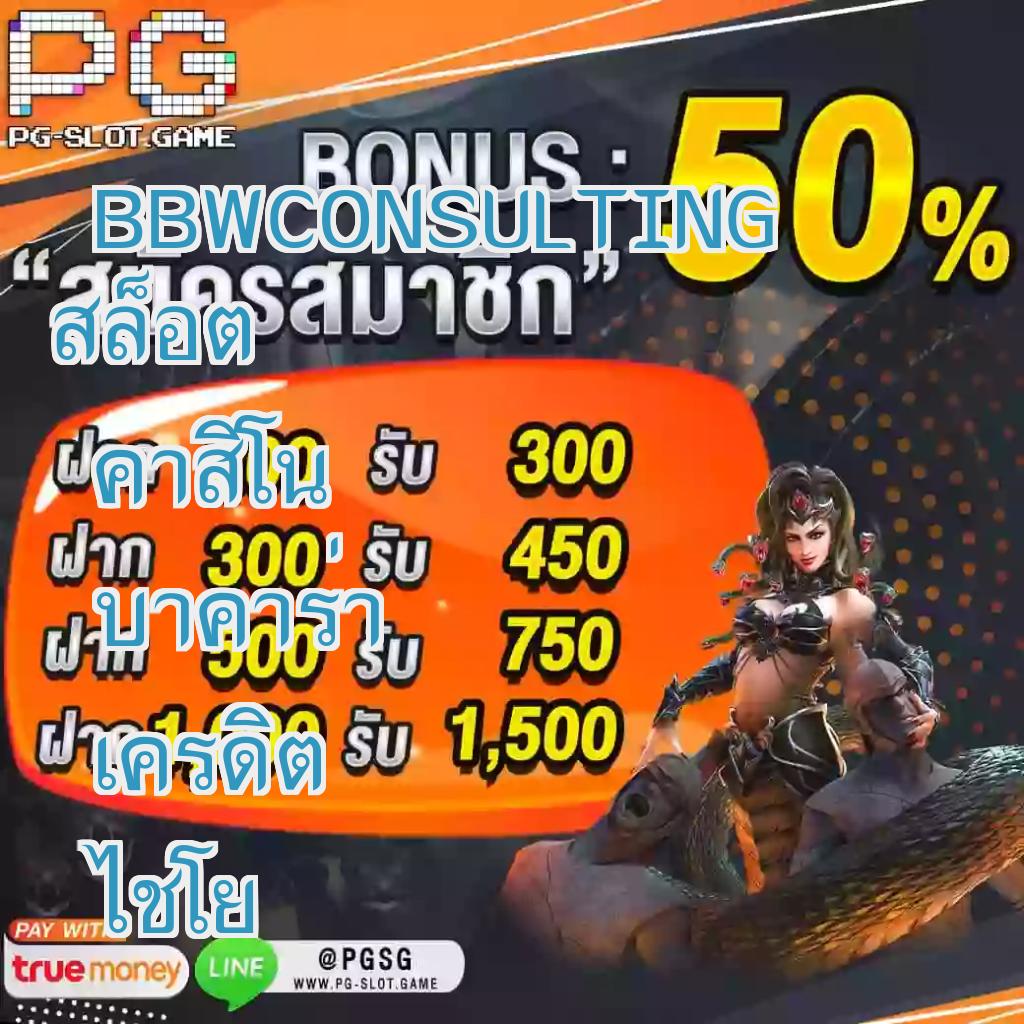 PG
PG-SLOT.GAME
BONUS : 50%
BBWCONSULTING
“สมัครสมาชิก”
สล็อต
รับ 300
คาสิโน
ฝาก 300 รับ 450
บาคาร่า
ฝาก 500 รับ 750
ฝาก รับ 1,500
เครดิต
ไชโย
PAY WITH
truemoney
LINE
@PGSG
WWW.PG-SLOT.GAME